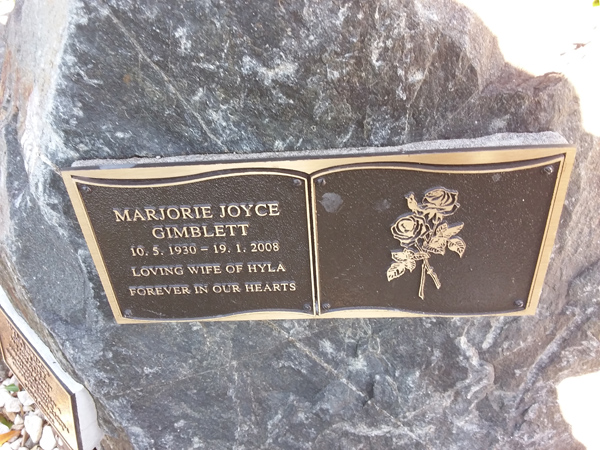 MARJORIE JOYCE
GIMBLETT
10. 5. 1930 – 19. 1. 2008
LOVING WIFE OF HYLA
FOREVER IN OUR HEARTS